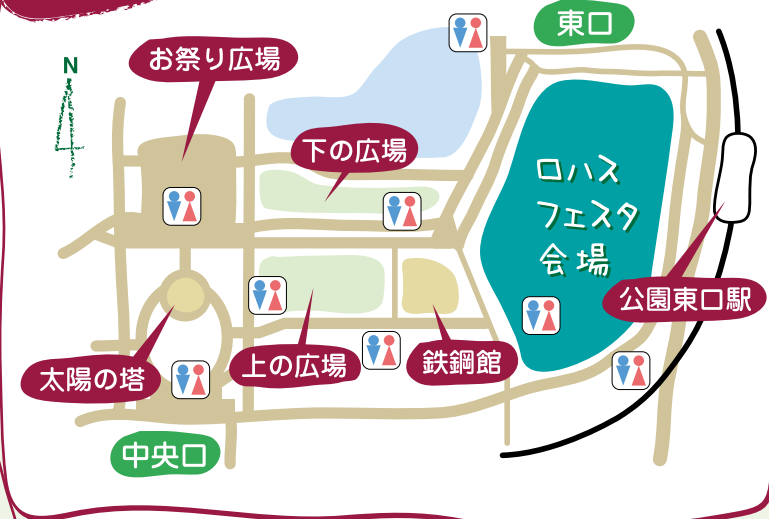 東口
お祭り広場
N
下の広場
ロハス
フェスタ
会場
公園東口駅
太陽の塔
上の広場
鉄鋼館
中央口